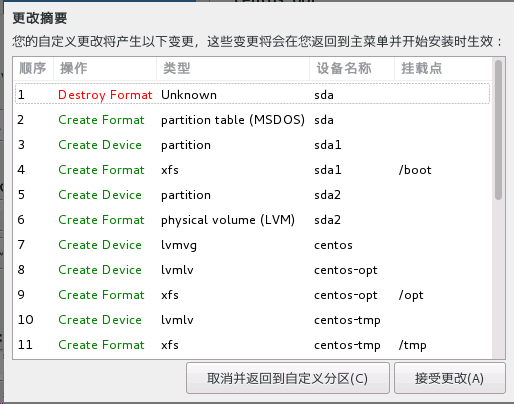 更改摘要
您的自定义更改将产生以下变更，这些变更将会在您返回到主菜单并开始安装时生效：
顺序 操作 类型 设备名称 挂载点
1 Destroy Format Unknown sda
2 Create Format partition table (MSDOS) sda
3 Create Device partition sda1
4 Create Format xfs sda1 /boot
5 Create Device partition sda2
6 Create Format physical volume (LVM) sda2
7 Create Device lvmvg centos
8 Create Device lvmlv centos-opt
9 Create Format xfs centos-opt /opt
10 Create Device lvmlv centos-tmp
11 Create Format xfs centos-tmp /tmp
取消并返回到自定义分区(C) 接受更改(A)